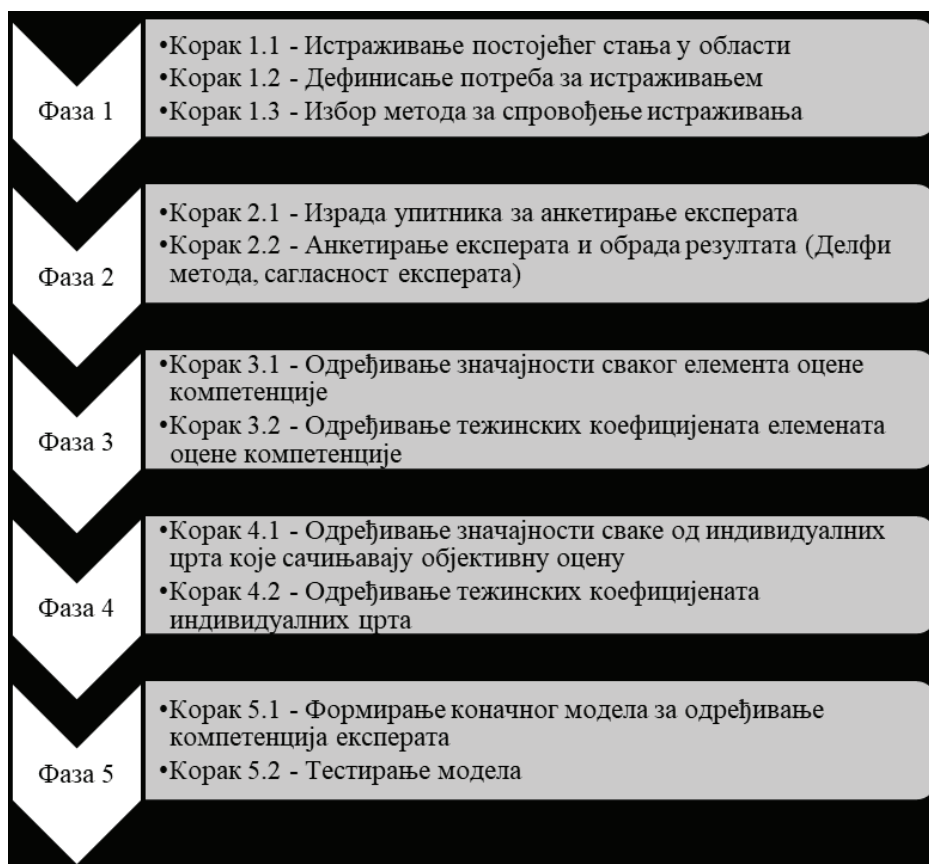 Фаза 1
•Корак 1.1 - Истраживање постојећег стања у области
•Корак 1.2 - Дефинисање потреба за истраживањем
•Корак 1.3 - Избор метода за спровођење истраживања
Фаза 2
•Корак 2.1 - Израда упитника за анкетирање експерата
•Корак 2.2 - Анкетирање експерата и обрада резултата (Делфи
метода, сагласност експерата)
Фаза 3
•Корак 3.1 - Одређивање значајности сваког елемента оцене
компетенције
•Корак 3.2 - Одређивање тежинских коефицијената елемената
оцене компетенције
Фаза 4
•Корак 4.1 - Одређивање значајности сваке од индивидуалних
црта које сачињавају објективну оцену
•Корак 4.2 - Одређивање тежинских коефицијената
индивидуалних црта
Фаза 5
•Корак 5.1 - Формирање коначног модела за одређивање
компетенција експерата
•Корак 5.2 - Тестирање модела